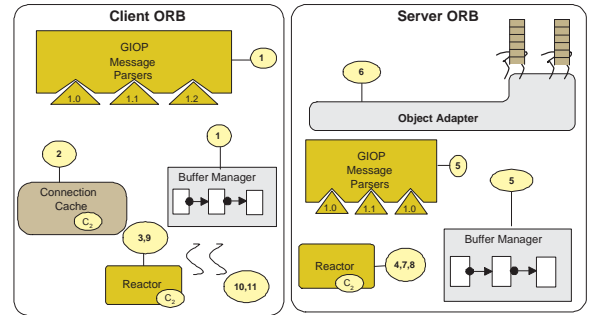 Client ORB
GIOP
Message
Parsers
1.0
1.1
1.2
1
2
Connection
Cache
C2
1
Buffer Manager
3,9
Reactor
C2
10,11
Server ORB
6
Object Adapter
GIOP
Message
Parsers
1.0
1.1
1.0
5
5
Buffer Manager
Reactor
C2
4,7,8